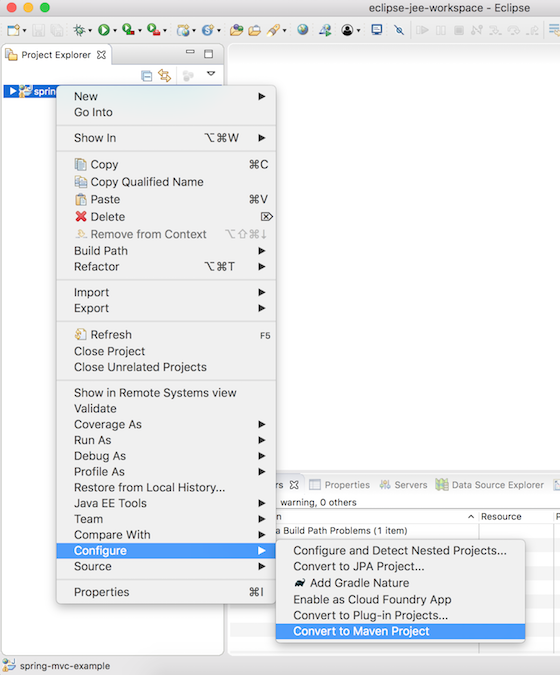 eclipse-jee-workspace - Eclipse
Project Explorer
spring
New
Go Into
Show In ⌥⌘W
Copy ⌘C
Copy Qualified Name
Paste ⌘V
Delete ⌦
Remove from Context ⌥⇧⌘↓
Build Path
Refactor ⌥⌘T
Import
Export
Refresh F5
Close Project
Close Unrelated Projects
Show in Remote Systems view
Validate
Coverage As
Run As
Debug As
Profile As
Restore from Local History...
Java EE Tools
Team
Compare With
Configure
Source
Properties ⌘I
Properties Servers Data Source Explorer
warning, 0 others
Resource
Build Path Problems (1 item)
Configure and Detect Nested Projects...
Convert to JPA Project...
Add Gradle Nature
Enable as Cloud Foundry App
Convert to Plug-in Projects...
Convert to Maven Project
spring-mvc-example